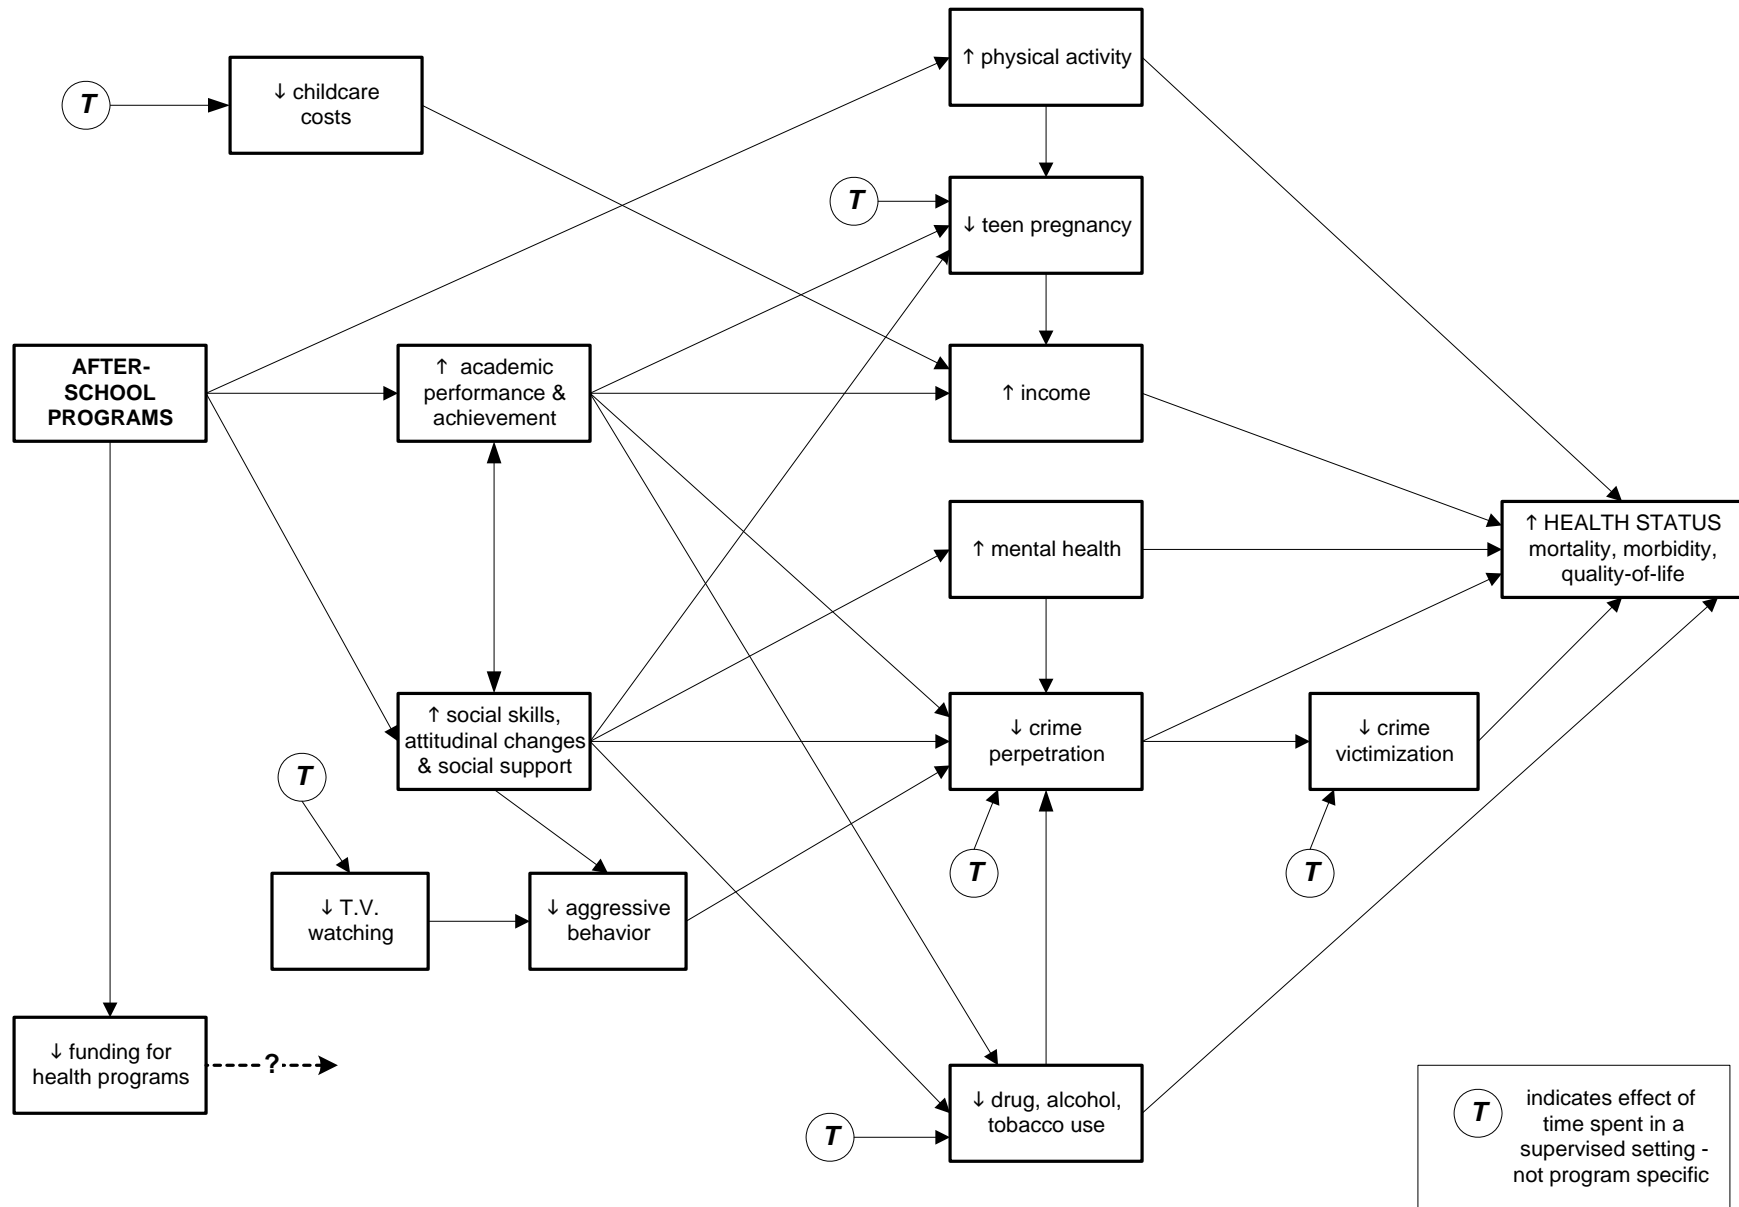 ↑ physical activity
T
↓ childcare
costs
T
↓ teen pregnancy
AFTER-
SCHOOL
PROGRAMS
↑ academic
performance &
achievement
↑ income
↑ mental health
↑ HEALTH STATUS
mortality, morbidity,
quality-of-life
↑ social skills,
attitudinal changes
& social support
↓ crime
perpetration
↓ crime
victimization
T
T
T
↓ T.V.
watching
↓ aggressive
behavior
↓ funding for
health programs
?
↓ drug, alcohol,
tobacco use
T
T
indicates effect of
time spent in a
supervised setting -
not program specific